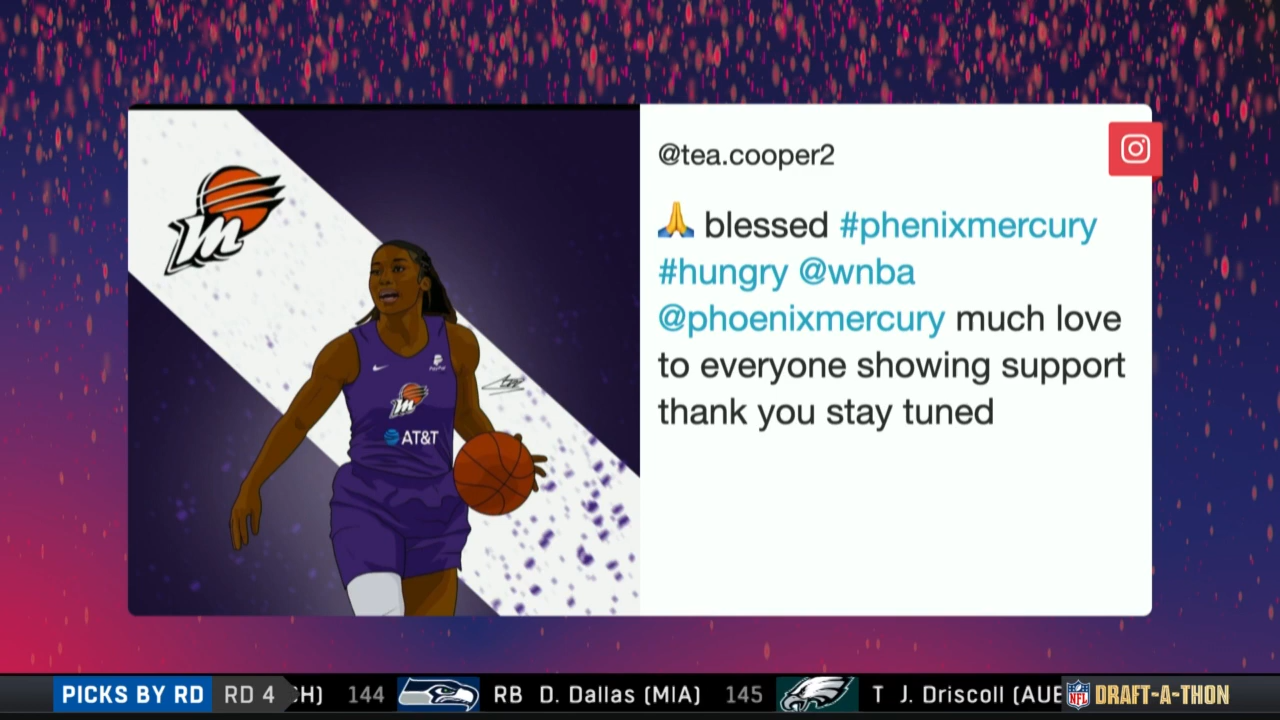 @tea.cooper2
🙏 blessed #phenixmercury
#hungry @wnba
@phoenixmercury much love
to everyone showing support
thank you stay tuned
m
PayPal
m
AT&T
PICKS BY RD RD 4 CH) 144 RB D. Dallas (MIA) 145 T J. Driscoll (AUE NFL DRAFT-A-THON